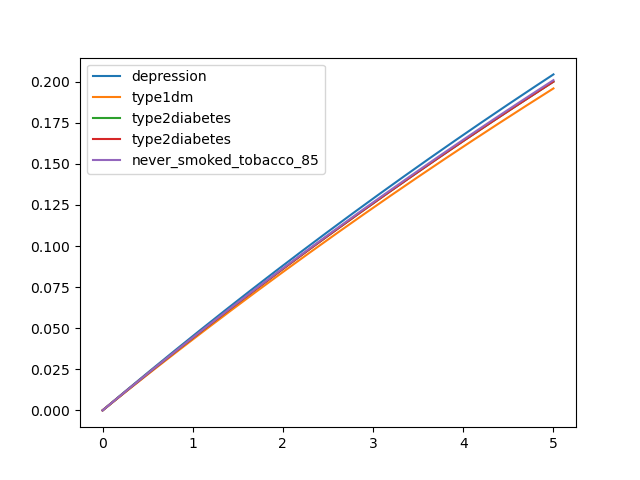 depression
type1dm
type2diabetes
type2diabetes
never_smoked_tobacco_85
0.200
0.175
0.150
0.125
0.100
0.075
0.050
0.025
0.000
0 1 2 3 4 5